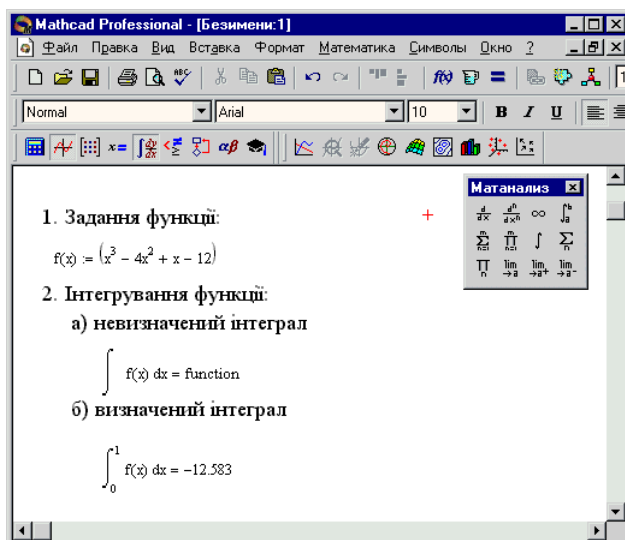 Mathcad Professional - [Безимени:1]
Файл Правка Вид Вставка Формат Математика Символы Окно ?
Normal Arial 10 B I U
Матанализ
1. Задання функції:
f(x) := (x³ − 4x² + x − 12)
2. Інтегрування функції:
а) невизначений інтеграл
∫ f(x) dx = function
б) визначений інтеграл
∫₀¹ f(x) dx = −12.583